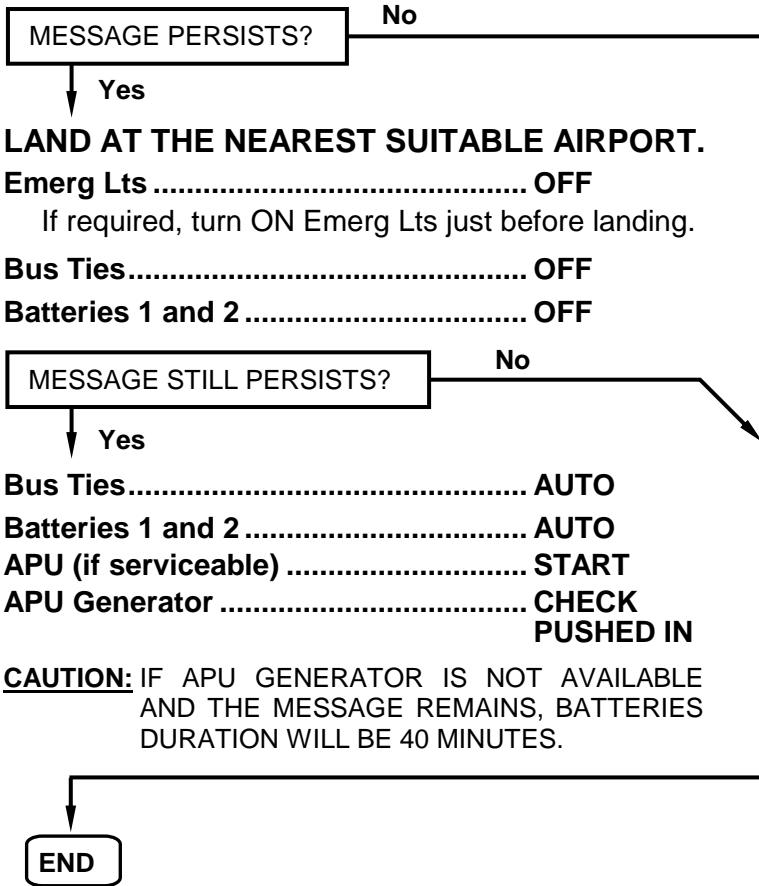 No
MESSAGE PERSISTS?
Yes
LAND AT THE NEAREST SUITABLE AIRPORT.
Emerg Lts ............................................. OFF
If required, turn ON Emerg Lts just before landing.
Bus Ties................................................ OFF
Batteries 1 and 2 .................................. OFF
No
MESSAGE STILL PERSISTS?
Yes
Bus Ties................................................ AUTO
Batteries 1 and 2 .................................. AUTO
APU (if serviceable) ............................. START
APU Generator ..................................... CHECK
PUSHED IN
CAUTION: IF APU GENERATOR IS NOT AVAILABLE
AND THE MESSAGE REMAINS, BATTERIES
DURATION WILL BE 40 MINUTES.
END